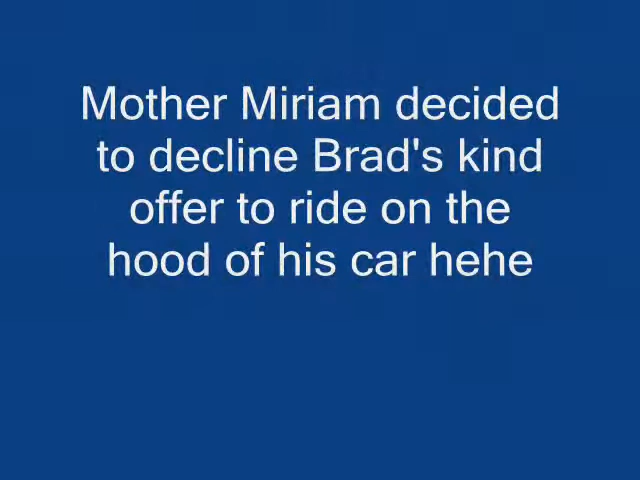 Mother Miriam decided
to decline Brad's kind
offer to ride on the
hood of his car hehe